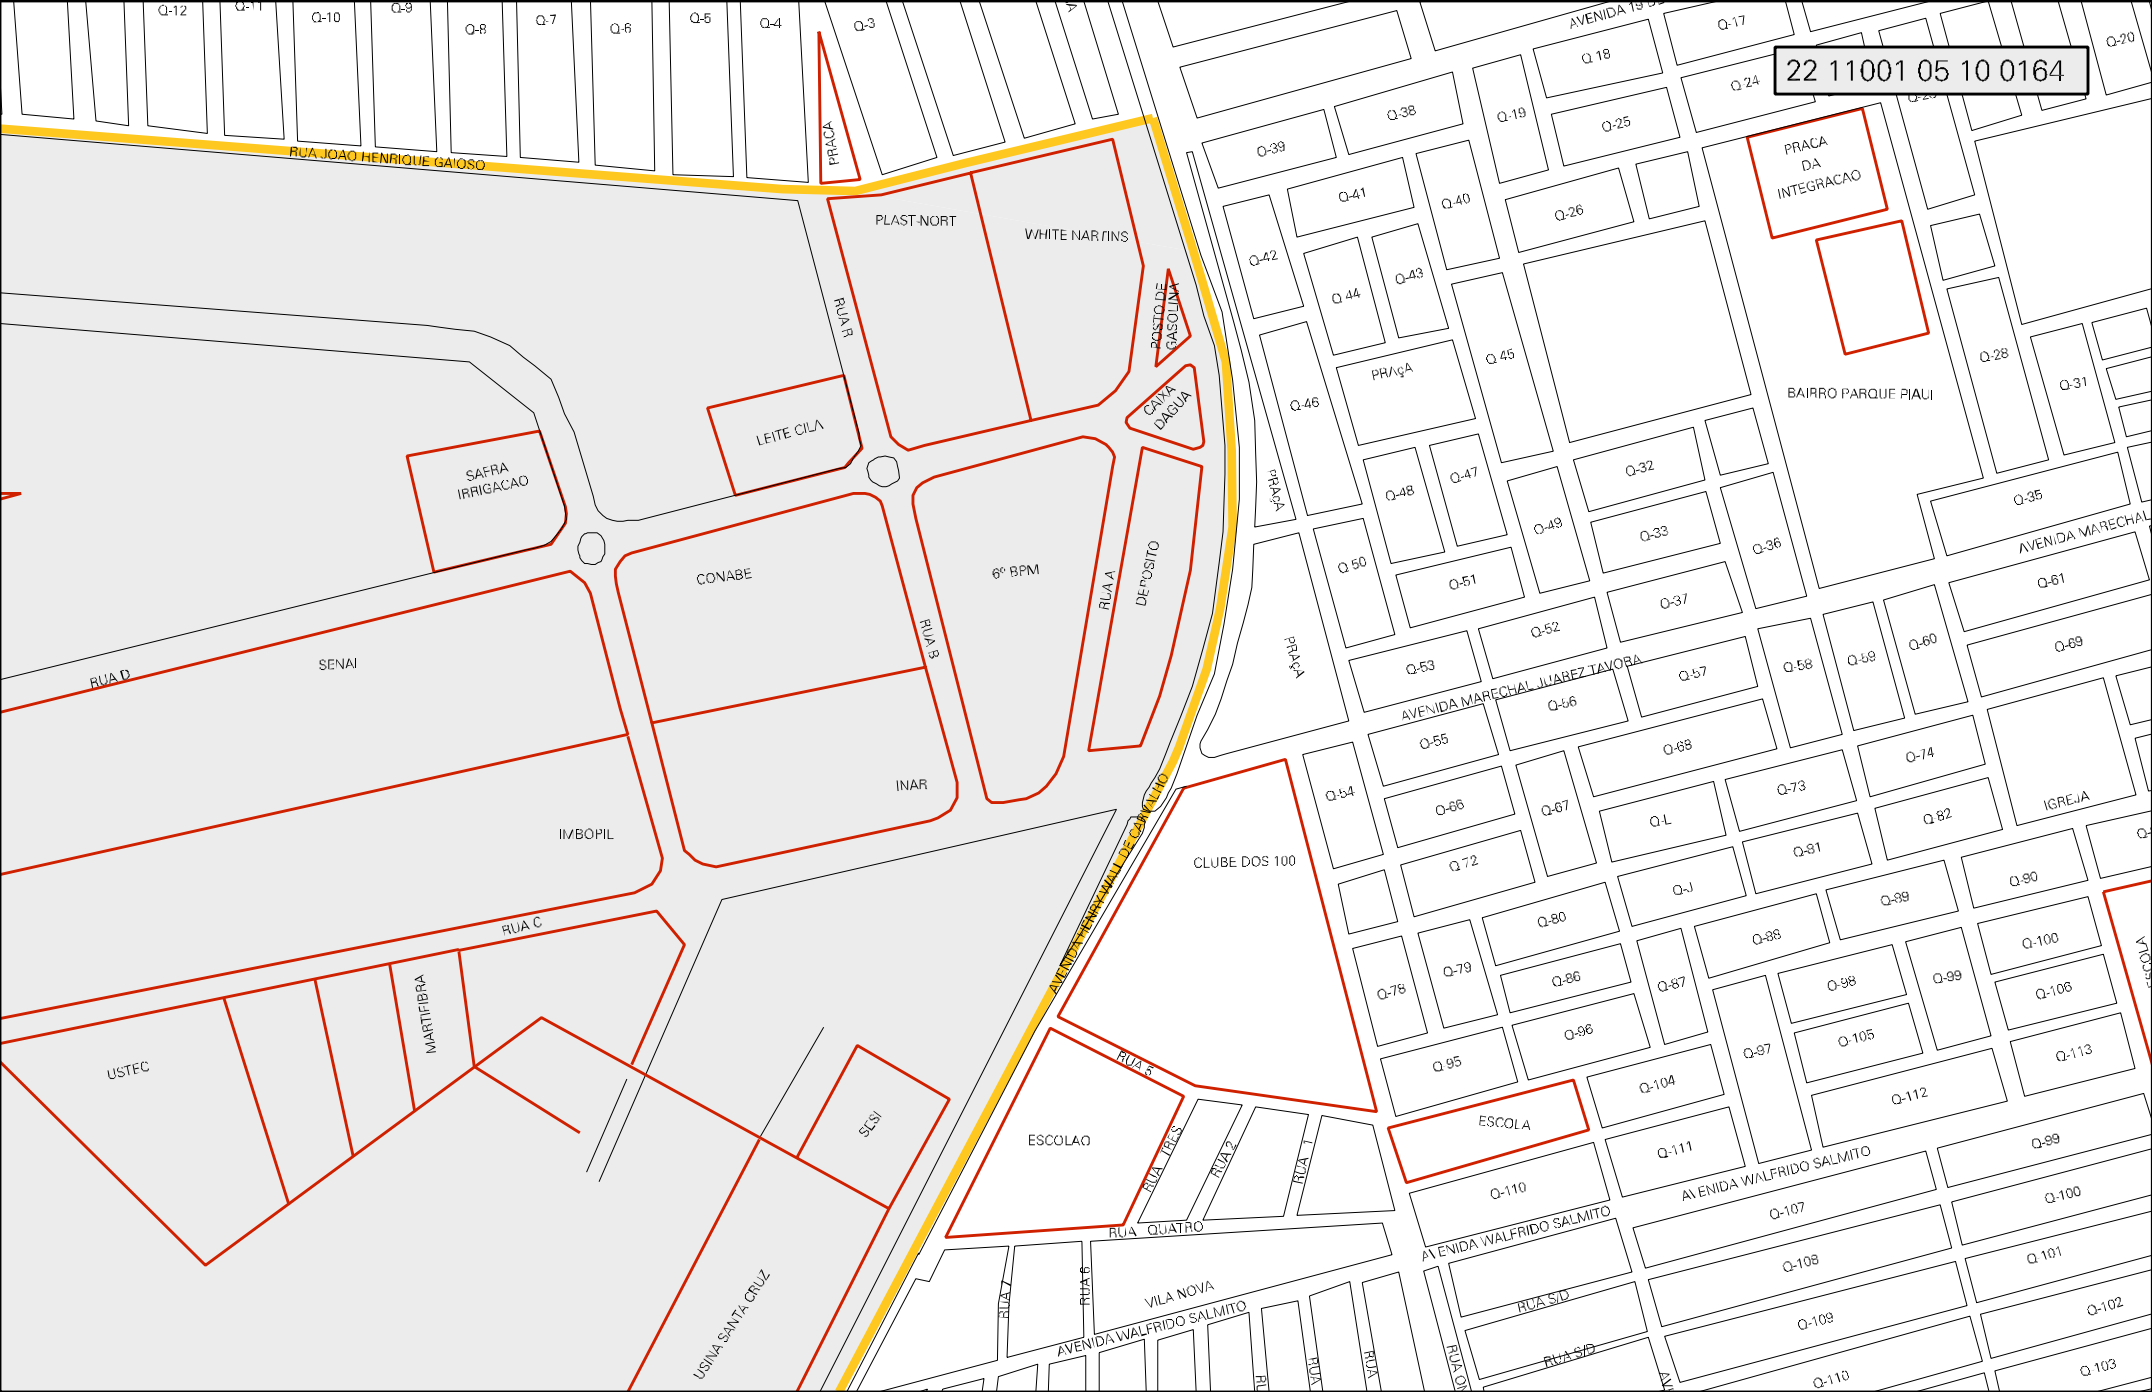 Q-12
Q-11
Q-10
Q-9
Q-8
Q-7
Q-6
Q-5
Q-4
Q-3
Q-17
Q-20
Q 18
Q-24
22 11001 05 10 0164
Q-19
Q-25
Q-38
Q-39
RUA JOAO HENRIQUE GAIOSO
PRACA
PRACA
DA
INTEGRACAO
PLAST-NORT
WHITE NARTINS
Q-41
Q-40
Q-26
Q-42
Q 44
Q-43
POSTO DE
GASOLINA
RUA R
Q 45
PRAçA
Q-28
Q-31
BAIRRO PARQUE PIAUI
CAIXA
DAGUA
Q-46
LEITE CILA
SAFRA
IRRIGACAO
PRAÇA
Q-48
Q-47
Q-32
Q-35
Q-49
Q-33
Q-36
AVENIDA MARECHAL
CONABE
6º BPM
RUA A
DEPOSITO
Q 50
Q-51
Q-37
Q-61
RUA B
PRAÇA
Q-52
Q-53
Q-57
Q-58
Q-59
Q-60
Q-69
RUA D
SENAI
AVENIDA MARECHAL JUAREZ TAVORA
Q-56
Q-55
Q-68
Q-74
INAR
IMBOPIL
Q-54
Q-66
Q-67
Q-L
Q-73
Q 82
IGREJA
AVENIDA HENRY WALL DE CARVALHO
CLUBE DOS 100
Q 72
Q-J
Q-81
Q-80
Q-89
Q-90
RUA C
Q-88
Q-100
Q-78
Q-79
Q-86
Q-87
Q-98
Q-99
Q-106
ESCOLA
MARTIFIBRA
USTEC
Q 95
Q-96
Q-97
Q-105
Q-113
RUA 5
Q-104
Q-112
SESI
ESCOLAO
RUA TRES
RUA 2
RUA 1
ESCOLA
Q-111
Q-99
AVENIDA WALFRIDO SALMITO
Q-110
Q-107
Q-100
RUA QUATRO
AVENIDA WALFRIDO SALMITO
Q-108
Q-101
USINA SANTA CRUZ
RUA 7
RUA 6
VILA NOVA
RUA S/D
Q-109
Q-102
AVENIDA WALFRIDO SALMITO
RUA S/D
RUA
RUA
Q-110
Q-103